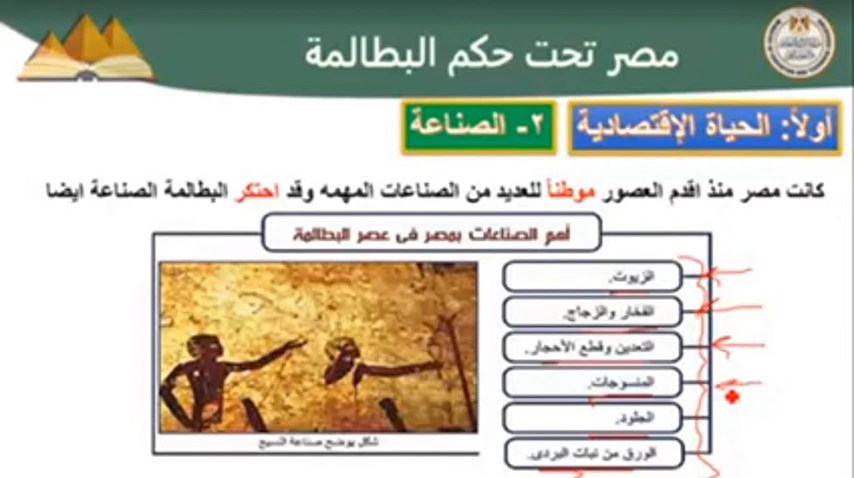 مصر تحت حكم البطالمة
أولاً: الحياة الإقتصادية
٢- الصناعة
كانت مصر منذ اقدم العصور موطناً للعديد من الصناعات المهمه وقد احتكر البطالمة الصناعة ايضا
أهم الصناعات بمصر فى عصر البطالمة
الزيوت.
الفخار والزجاج.
التعدين وقطع الأحجار.
المنسوجات.
الجلود.
الورق من نبات البردى.
شكل يوضح صناعة النسيج